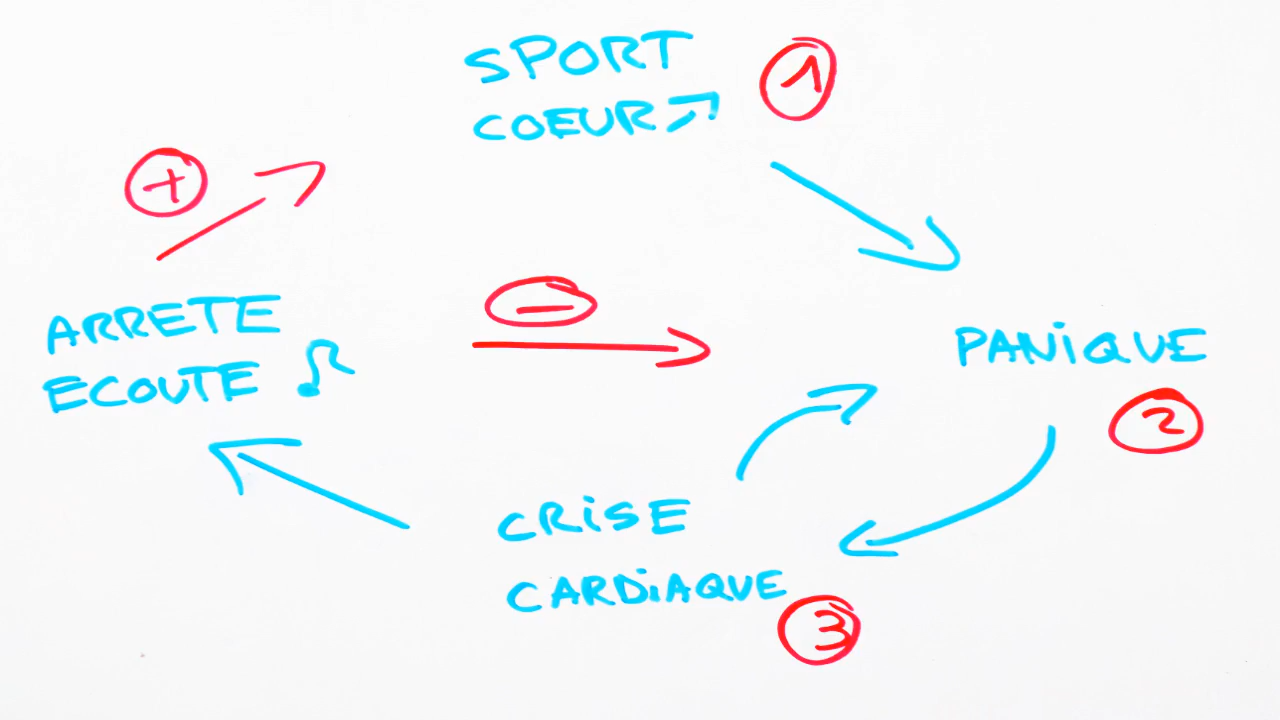 SPORT
COEUR ↗
1
+
ARRETE
ECOUTE ♪
−
PANiQUE
2
CRiSE
CARDiAQUE
3